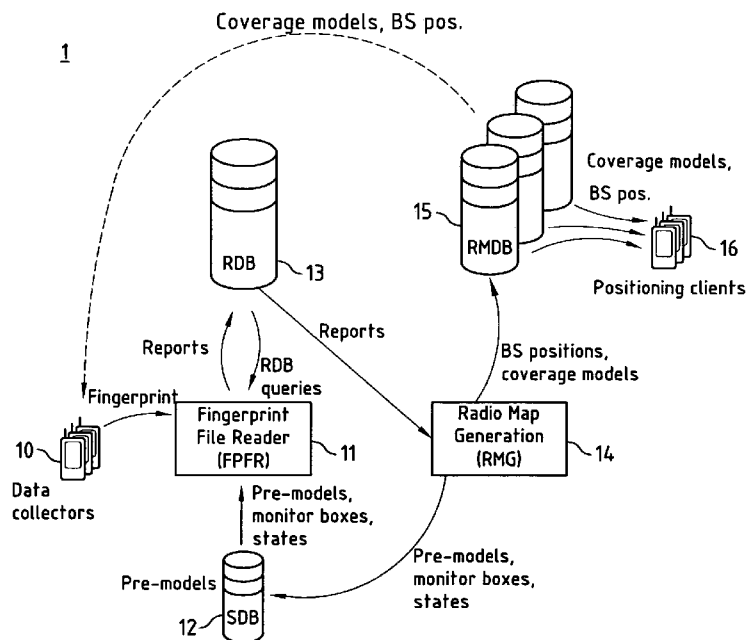 Coverage models, BS pos.
1
RDB
13
15
RMDB
Coverage models,
BS pos.
16
Positioning clients
Reports
RDB
queries
Reports
BS positions,
coverage models
Fingerprint
10
Data
collectors
Fingerprint
File Reader
(FPFR)
11
Radio Map
Generation
(RMG)
14
Pre-models,
monitor boxes,
states
Pre-models
12
SDB
Pre-models,
monitor boxes,
states